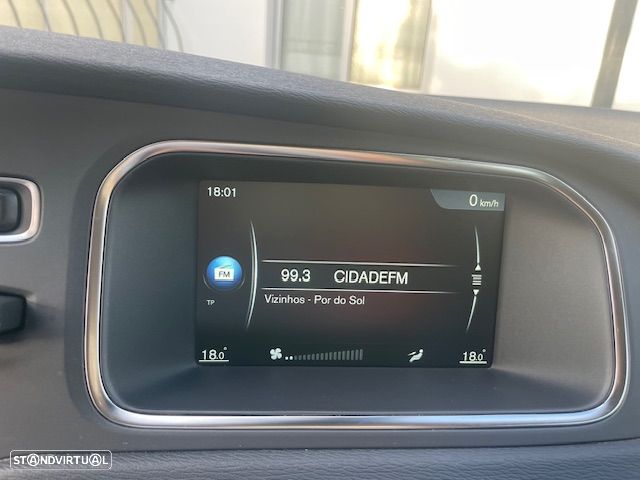 18:01
0 km/h
FM
99.3 CIDADEFM
TP
Vizinhos - Por do Sol
18.0°
18.0°
STANDVIRTUAL